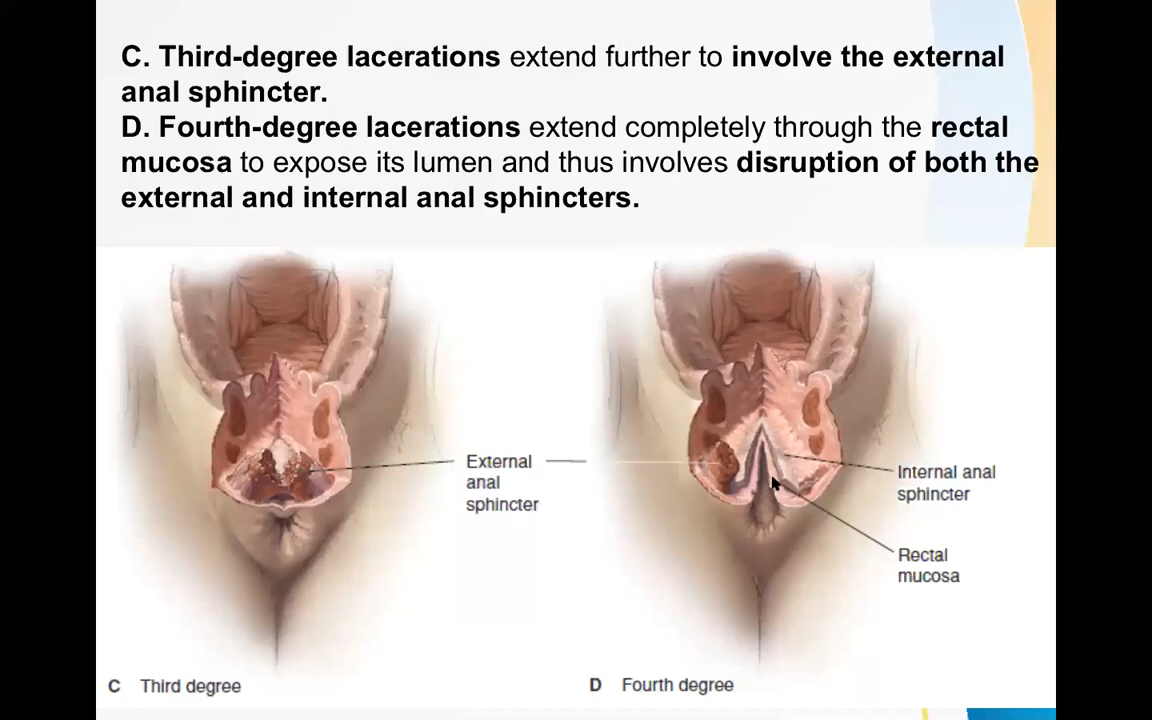 C. Third-degree lacerations extend further to involve the external
anal sphincter.
D. Fourth-degree lacerations extend completely through the rectal
mucosa to expose its lumen and thus involves disruption of both the
external and internal anal sphincters.
External
anal
sphincter
Internal anal
sphincter
Rectal
mucosa
C Third degree
D Fourth degree